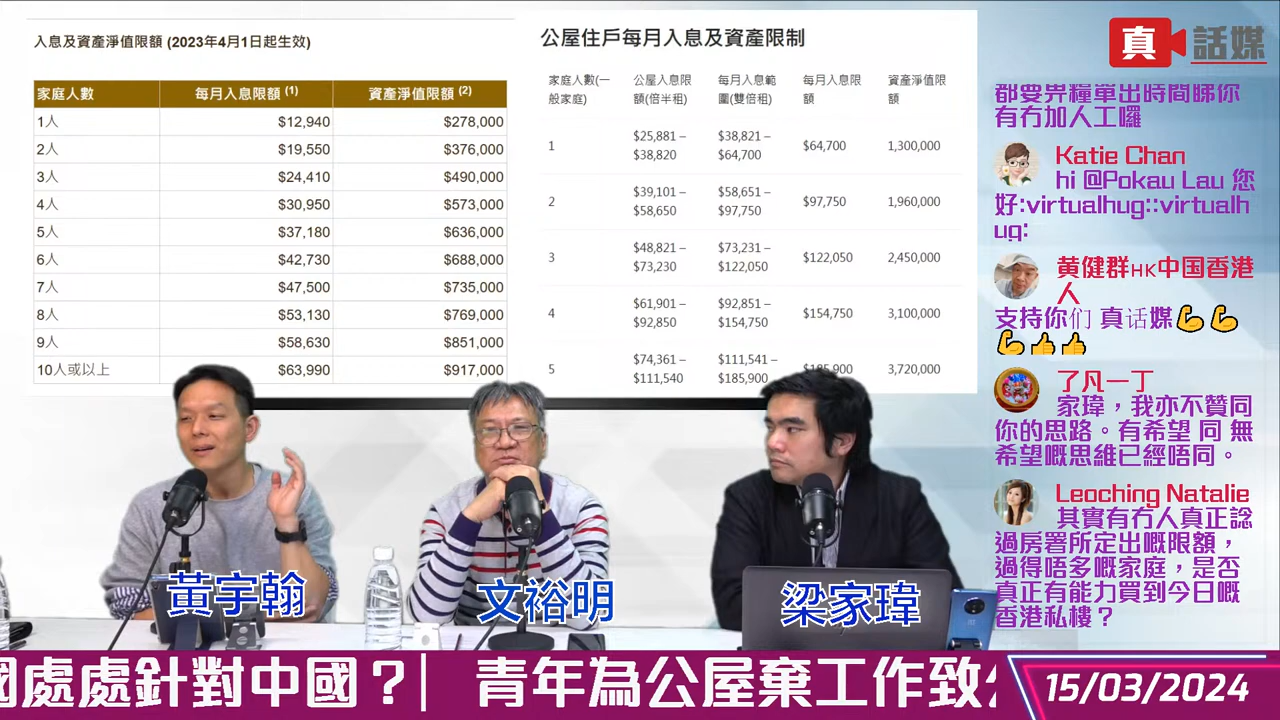 入息及資產淨值限額 (2023年4月1日起生效)
家庭人數 每月入息限額 (1) 資產淨值限額 (2)
1人 $12,940 $278,000
2人 $19,550 $376,000
3人 $24,410 $490,000
4人 $30,950 $573,000
5人 $37,180 $636,000
6人 $42,730 $688,000
7人 $47,500 $735,000
8人 $53,130 $769,000
9人 $58,630 $851,000
10人或以上 $63,990 $917,000
公屋住戶每月入息及資產限制
家庭人數(一 公屋入息限 每月入息範 每月入息限 資產淨值限
般家庭) 額(倍半租) 圍(雙倍租) 額 額
1 $25,881 – $38,821 – $64,700 1,300,000
$38,820 $64,700
2 $39,101 – $58,651 – $97,750 1,960,000
$58,650 $97,750
3 $48,821 – $73,231 – $122,050 2,450,000
$73,230 $122,050
4 $61,901 – $92,851 – $154,750 3,100,000
$92,850 $154,750
5 $74,361 – $111,541 – $185,900 3,720,000
$111,540 $185,900
真 話媒
都要畀糧單出時間睇你
有冇加人工囉
Katie Chan
hi @Pokau Lau 您
好:virtualhug::virtualh
ug:
黄健群HK中国香港
人
支持你们 真话媒💪💪
💪👍👍
了凡一丁
家瑋，我亦不贊同
你的思路。有希望 同 無
希望嘅思維已經唔同。
Leoching Natalie
其實有冇人真正諗
過房署所定出嘅限額，
過得唔多嘅家庭，是否
真正有能力買到今日嘅
香港私樓？
黃宇翰
文裕明
梁家瑋
國處處針對中國？| 青年為公屋棄工作致公
15/03/2024